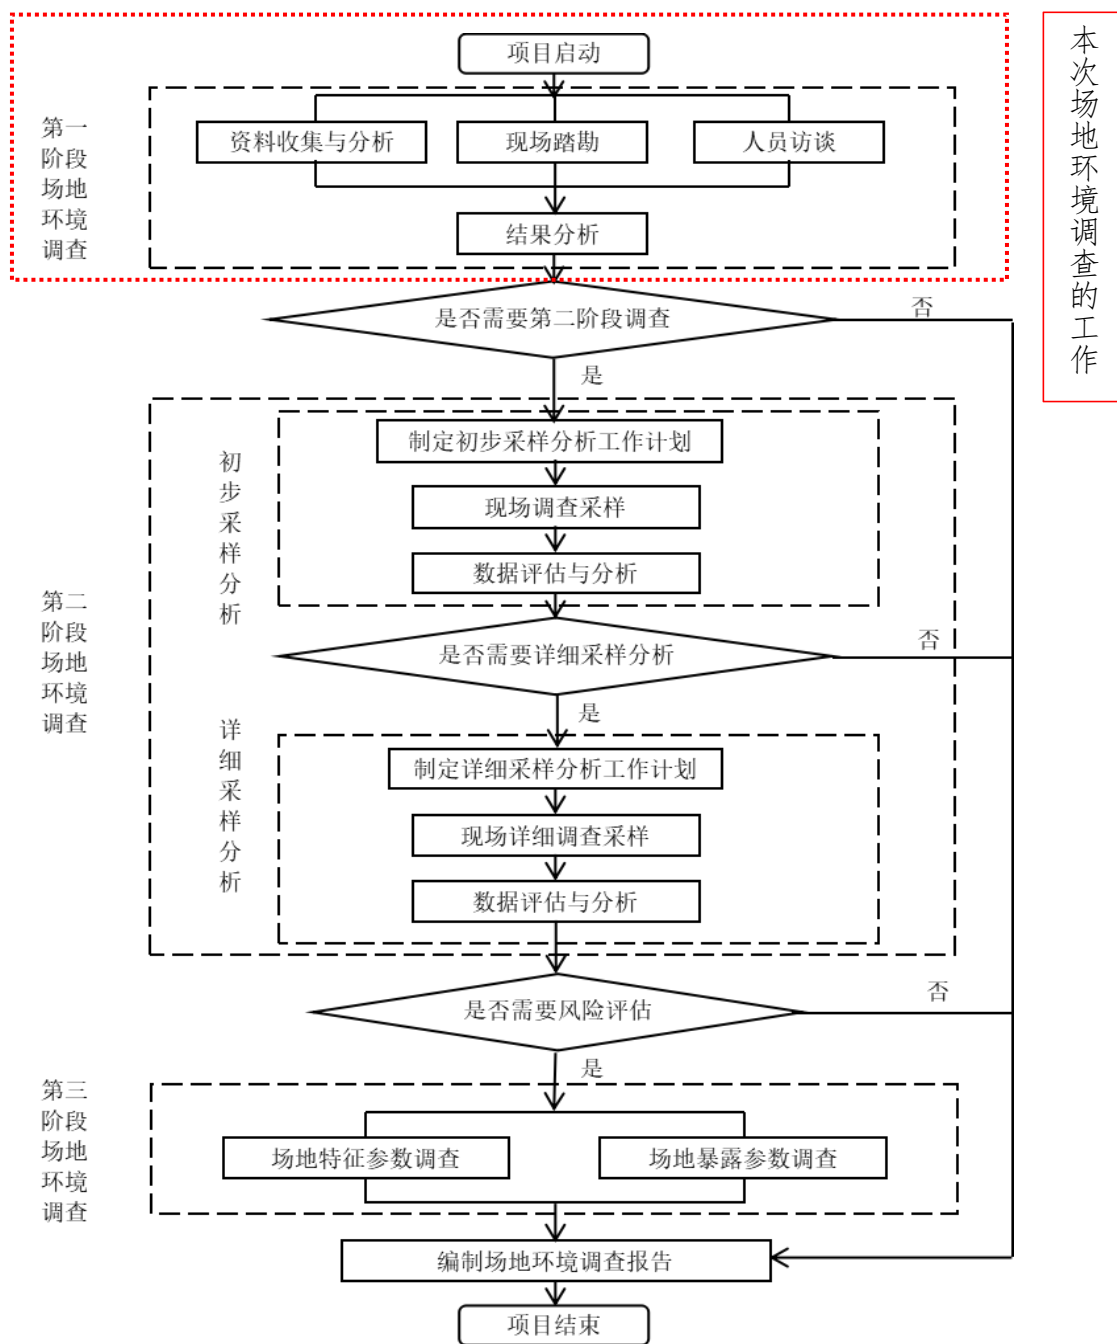 项目启动
本次场地环境调查的工作
第一
阶段
场地
环境
调查
资料收集与分析
现场踏勘
人员访谈
结果分析
是否需要第二阶段调查
否
是
第二
阶段
场地
环境
调查
初步采样分析
制定初步采样分析工作计划
现场调查采样
数据评估与分析
是否需要详细采样分析
否
是
详细采样分析
制定详细采样分析工作计划
现场详细调查采样
数据评估与分析
是否需要风险评估
否
是
第三
阶段
场地
环境
调查
场地特征参数调查
场地暴露参数调查
编制场地环境调查报告
项目结束